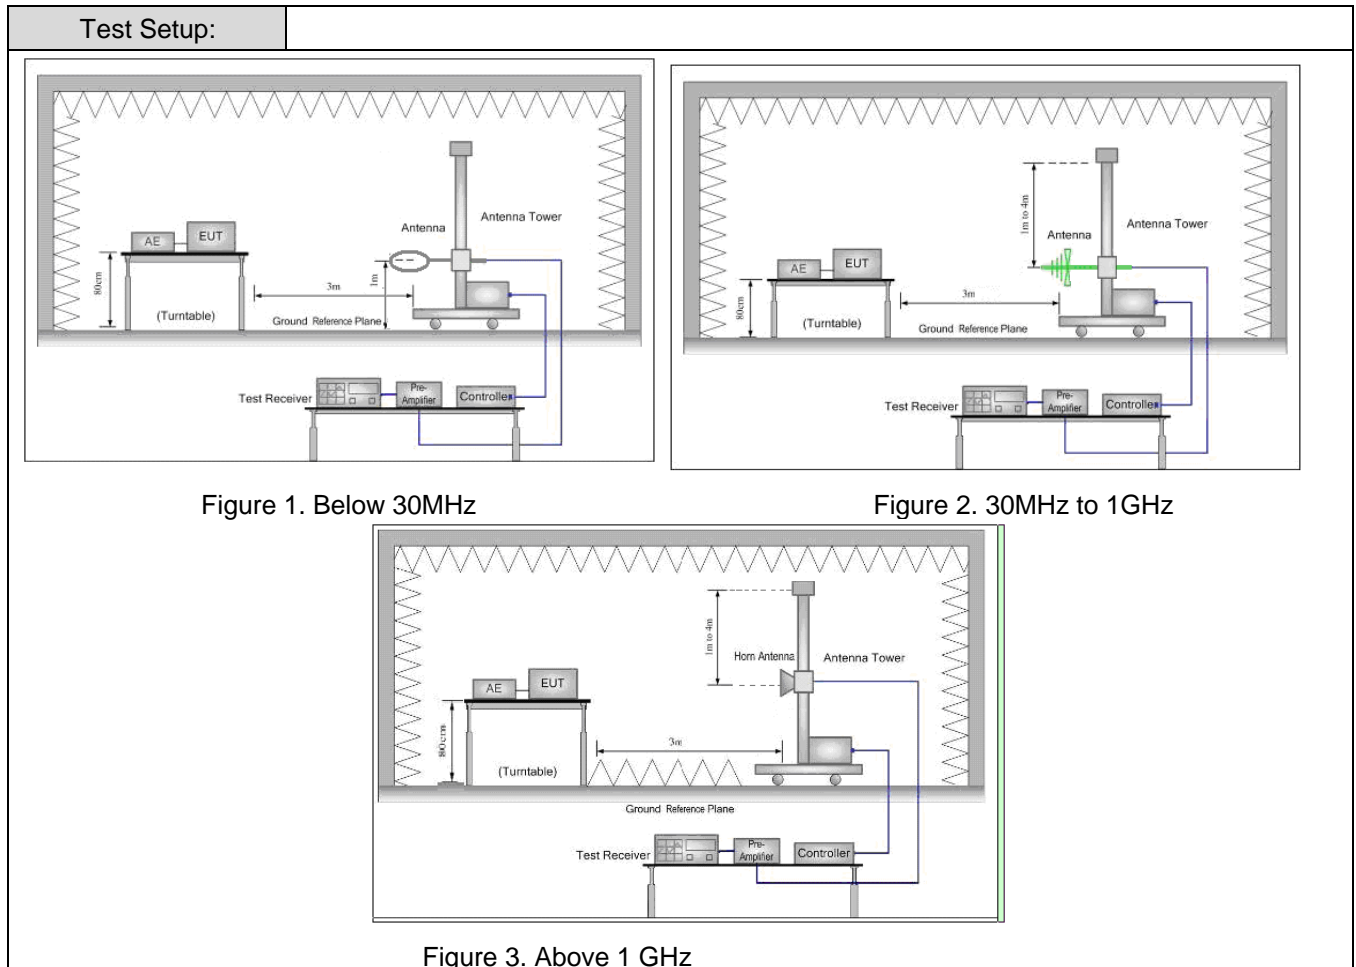 Test Setup:
Antenna
Antenna Tower
AE
EUT
80cm
3m
1m
(Turntable)
Ground Reference Plane
Test Receiver
Pre-
Amplifier
Controller
1m to 4m
Antenna
Antenna Tower
AE
EUT
80cm
3m
(Turntable)
Ground Reference Plane
Test Receiver
Pre-
Amplifier
Controller
Figure 1. Below 30MHz
Figure 2. 30MHz to 1GHz
1m to 4m
Horn Antenna
Antenna Tower
AE
EUT
80cm
3m
(Turntable)
Ground Reference Plane
Test Receiver
Pre-
Amplifier
Controller
Figure 3. Above 1 GHz